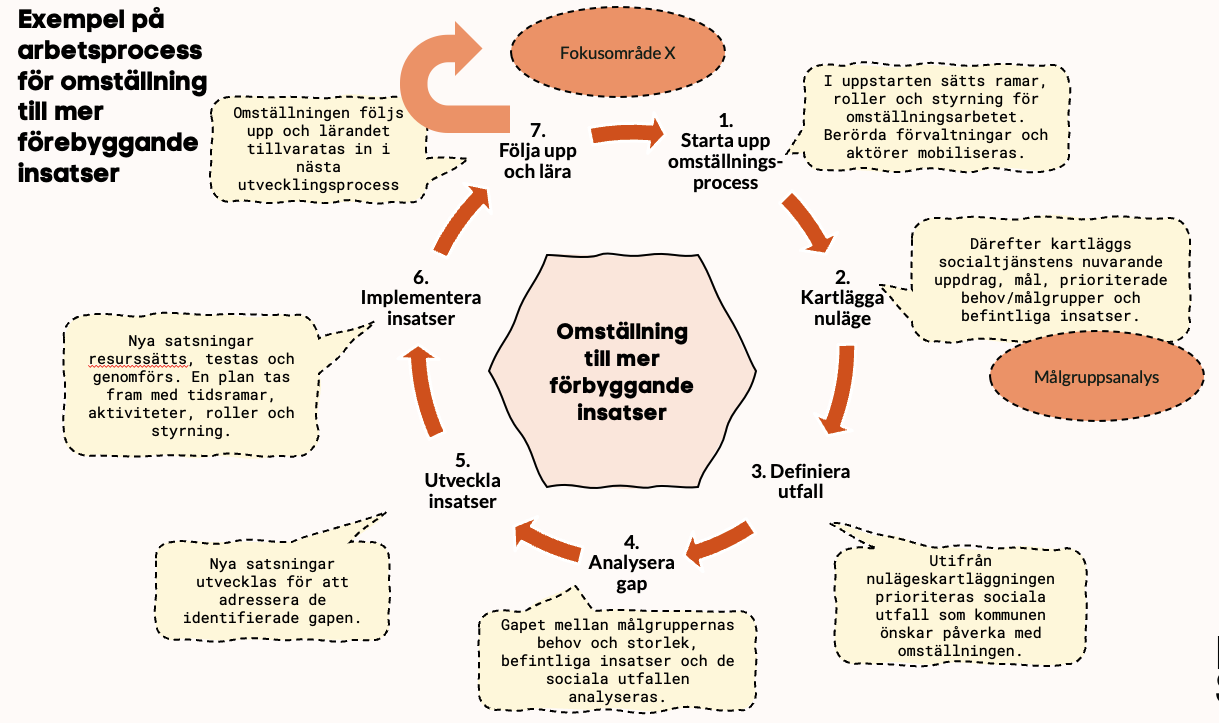 Exempel på
arbetsprocess
för omställning
till mer
förebyggande
insatser
Fokusområde X
1.
Starta upp
omställnings-
process
I uppstarten sätts ramar,
roller och styrning för
omställningsarbetet.
Berörda förvaltningar och
aktörer mobiliseras.
2.
Kartlägga
nuläge
Därefter kartläggs
socialtjänstens nuvarande
uppdrag, mål, prioriterade
behov/målgrupper och
befintliga insatser.
Målgruppsanalys
3. Definiera
utfall
Utifrån
nulägeskartläggningen
prioriteras sociala
utfall som kommunen
önskar påverka med
omställningen.
4.
Analysera
gap
Gapet mellan målgruppernas
behov och storlek,
befintliga insatser och de
sociala utfallen
analyseras.
5.
Utveckla
insatser
Nya satsningar
utvecklas för att
adressera de
identifierade gapen.
6.
Implementera
insatser
Nya satsningar
resurssätts, testas och
genomförs. En plan tas
fram med tidsramar,
aktiviteter, roller och
styrning.
7.
Följa upp
och lära
Omställningen följs
upp och lärandet
tillvaratas in i
nästa
utvecklingsprocess
Omställning
till mer
förbyggande
insatser